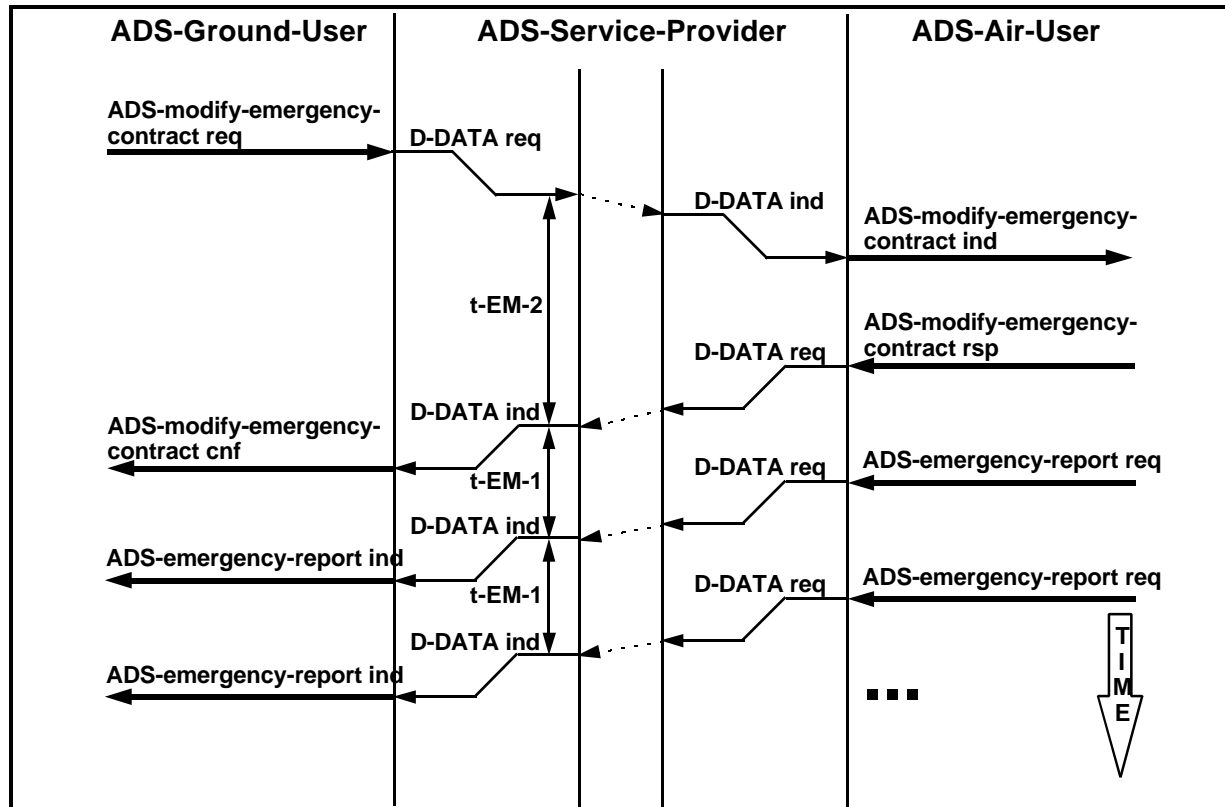 ADS-Ground-User
ADS-Service-Provider
ADS-Air-User
ADS-modify-emergency-
contract req
D-DATA req
D-DATA ind
ADS-modify-emergency-
contract ind
t-EM-2
ADS-modify-emergency-
contract rsp
D-DATA req
D-DATA ind
ADS-modify-emergency-
contract cnf
t-EM-1
D-DATA req
ADS-emergency-report req
D-DATA ind
ADS-emergency-report ind
t-EM-1
D-DATA req
ADS-emergency-report req
D-DATA ind
ADS-emergency-report ind
TIME